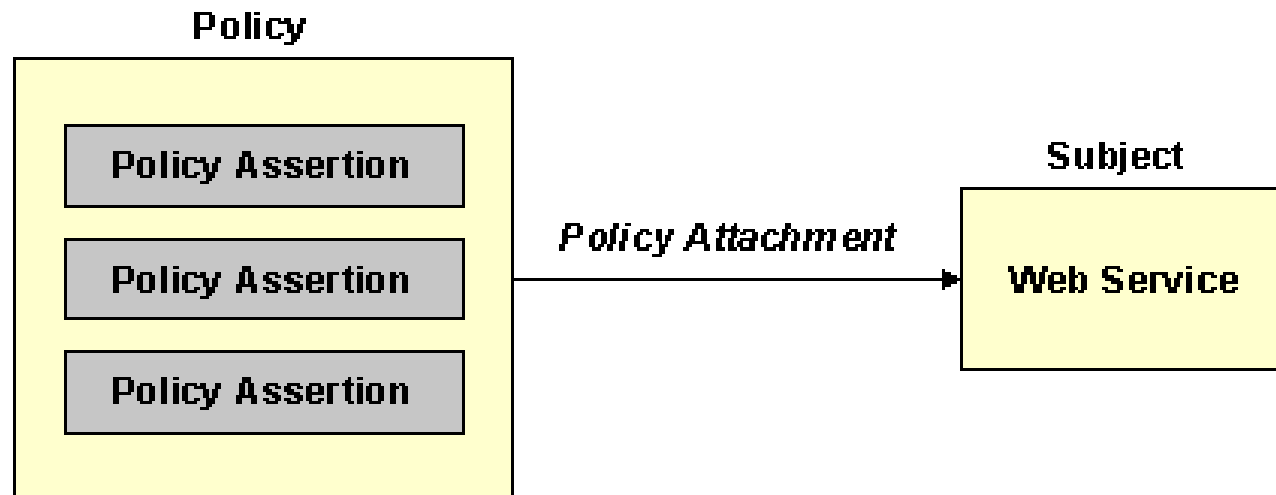 Policy
Policy Assertion
Policy Assertion
Policy Assertion
Policy Attachment
Subject
Web Service